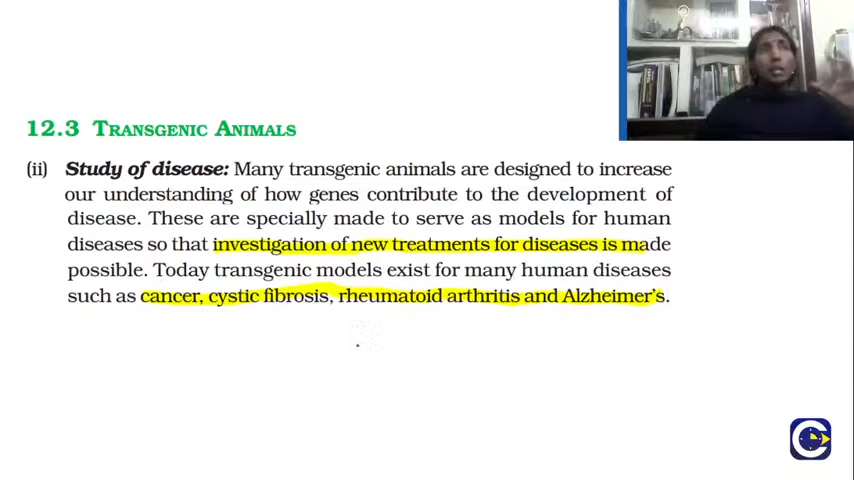 12.3 TRANSGENIC ANIMALS
(ii) Study of disease: Many transgenic animals are designed to increase
our understanding of how genes contribute to the development of
disease. These are specially made to serve as models for human
diseases so that investigation of new treatments for diseases is made
possible. Today transgenic models exist for many human diseases
such as cancer, cystic fibrosis, rheumatoid arthritis and Alzheimer's.